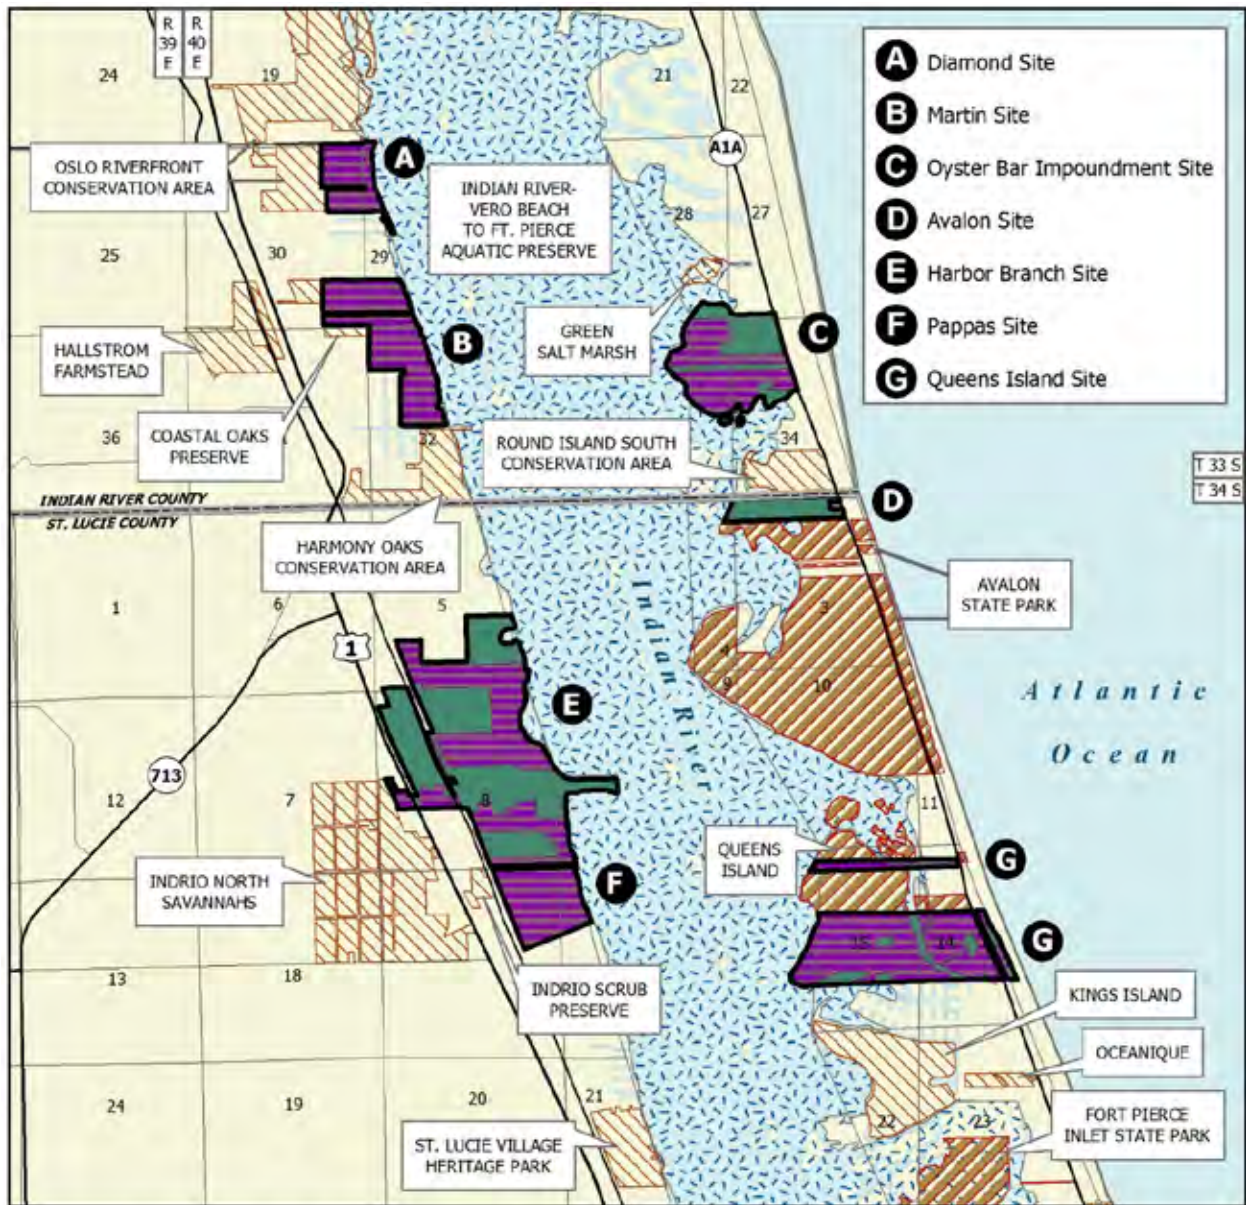 R
39
E
R
40
E
24
19
21
22
A Diamond Site
B Martin Site
C Oyster Bar Impoundment Site
D Avalon Site
E Harbor Branch Site
F Pappas Site
G Queens Island Site
OSLO RIVERFRONT
CONSERVATION AREA
A
INDIAN RIVER-
VERO BEACH
TO FT. PIERCE
AQUATIC PRESERVE
A1A
28
27
25
30
29
HALLSTROM
FARMSTEAD
B
GREEN
SALT MARSH
C
COASTAL OAKS
PRESERVE
36
32
ROUND ISLAND SOUTH
CONSERVATION AREA
34
T 33 S
T 34 S
INDIAN RIVER COUNTY
ST. LUCIE COUNTY
D
HARMONY OAKS
CONSERVATION AREA
AVALON
STATE PARK
1
6
5
1
3
4
9
10
Indian River
E
Atlantic
Ocean
713
12
7
8
11
INDRIO NORTH
SAVANNAHS
QUEENS
ISLAND
G
F
15
14
G
13
18
INDRIO SCRUB
PRESERVE
KINGS ISLAND
OCEANIQUE
24
19
20
21
22
23
ST. LUCIE VILLAGE
HERITAGE PARK
FORT PIERCE
INLET STATE PARK